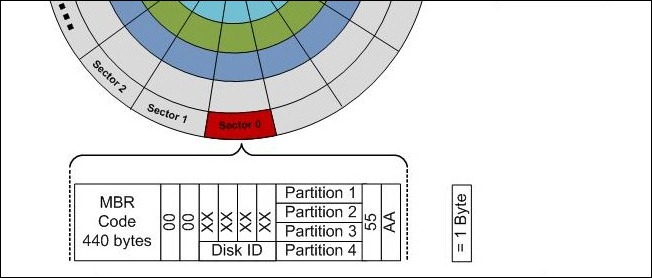 Sector 2
Sector 1
Sector 0
MBR
Code
440 bytes
00
00
XX
XX
XX
XX
Disk ID
Partition 1
Partition 2
Partition 3
Partition 4
55
AA
= 1 Byte